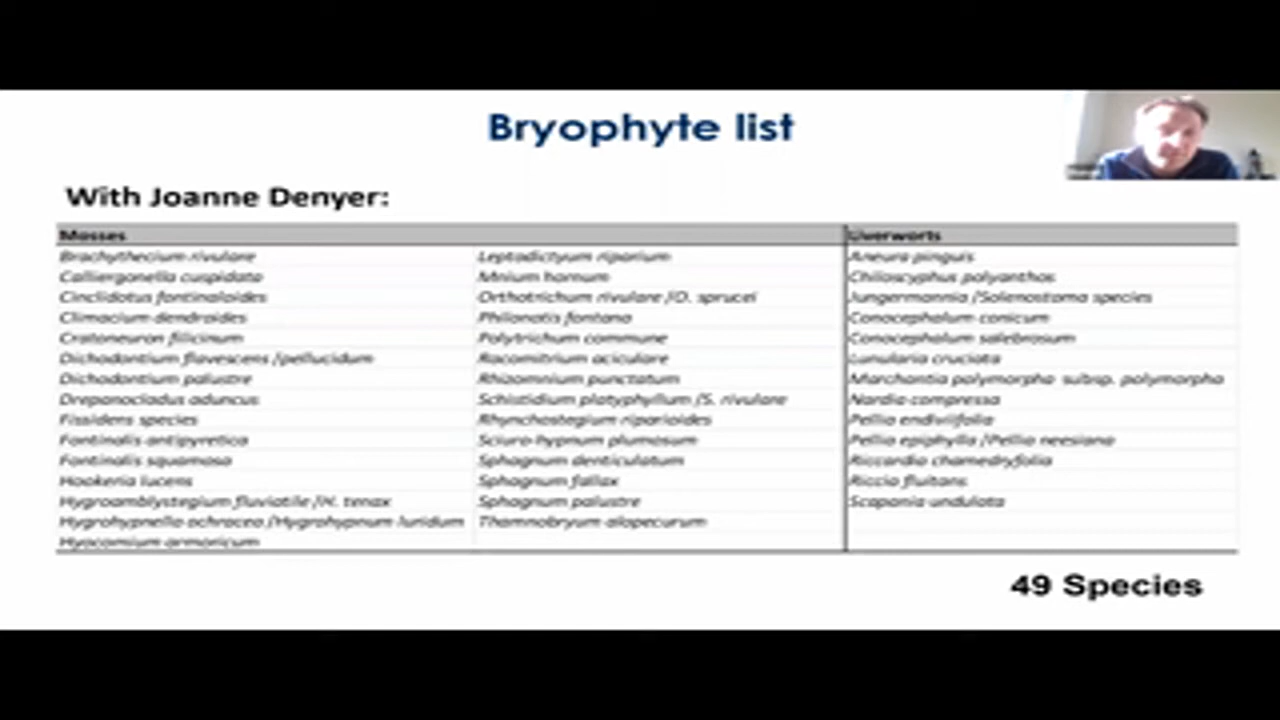 Bryophyte list
With Joanne Denyer:
Mosses
Liverworts
Brachythecium rivulare
Calliergonella cuspidata
Cinclidotus fontinaloides
Climacium dendroides
Cratoneuron filicinum
Dichodontium flavescens /pellucidum
Dichodontium palustre
Drepanocladus aduncus
Fissidens species
Fontinalis antipyretica
Fontinalis squamosa
Hookeria lucens
Hygroamblystegium fluviatile /H. tenax
Hygrohypnella ochracea /Hygrohypnum luridum
Hyocomium armoricum
Leptodictyum riparium
Mnium hornum
Orthotrichum rivulare /O. sprucei
Philonotis fontana
Polytrichum commune
Racomitrium aciculare
Rhizomnium punctatum
Schistidium platyphyllum /S. rivulare
Rhynchostegium riparioides
Sciuro-hypnum plumosum
Sphagnum denticulatum
Sphagnum fallax
Sphagnum palustre
Thamnobryum alopecurum
Aneura pinguis
Chiloscyphus polyanthos
Jungermannia /Solenostoma species
Conocephalum conicum
Conocephalum salebrosum
Lunularia cruciata
Marchantia polymorpha subsp. polymorpha
Nardia compressa
Pellia endiviifolia
Pellia epiphylla /Pellia neesiana
Riccardia chamedryfolia
Riccia fluitans
Scapania undulata
49 Species